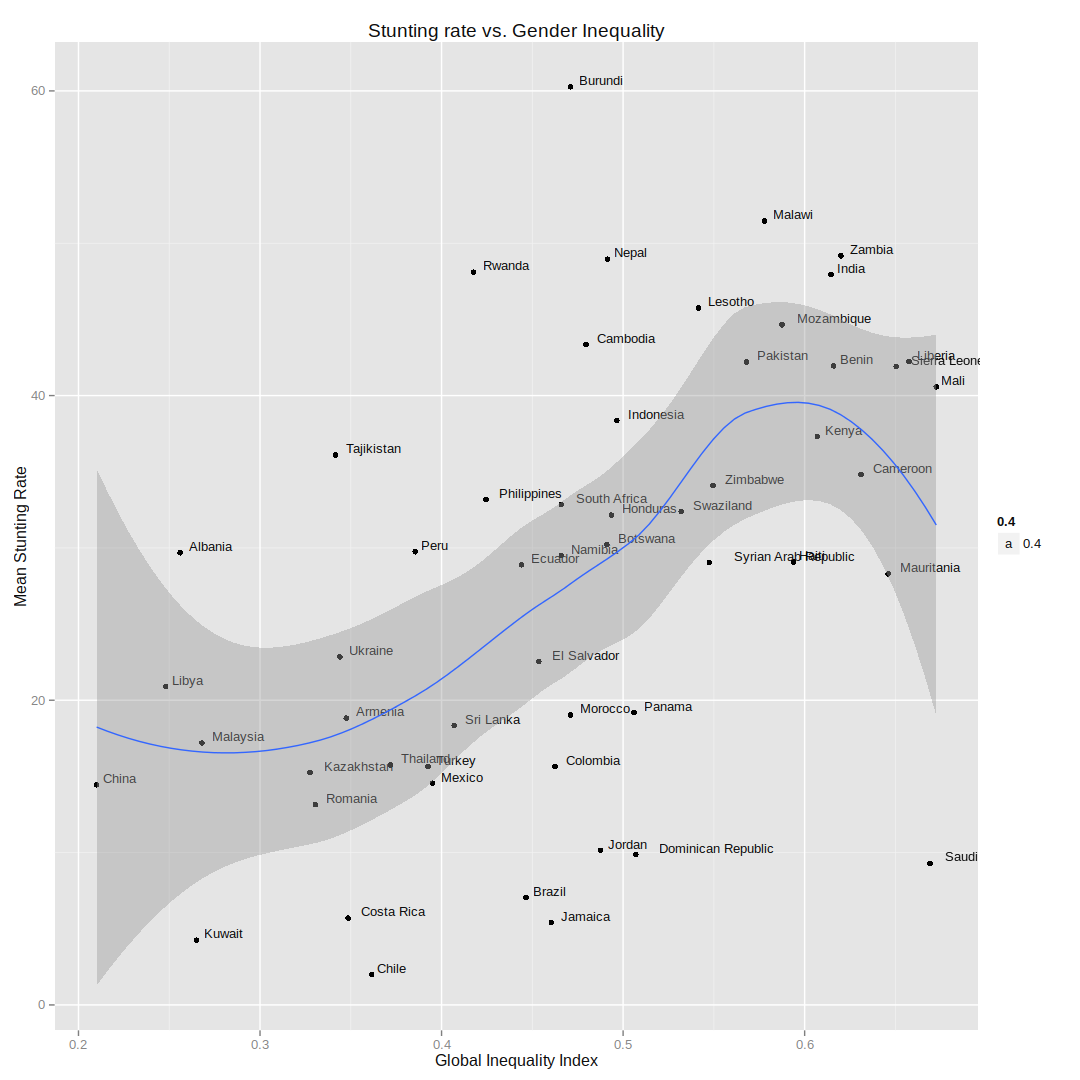 Stunting rate vs. Gender Inequality
Mean Stunting Rate
60
40
20
0
Burundi
Malawi
Zambia
Nepal
India
Rwanda
Lesotho
Mozambique
Cambodia
Liberia
Pakistan
Benin
Sierra Leone
Mali
Indonesia
Kenya
Tajikistan
Cameroon
Zimbabwe
Philippines
South Africa
Swaziland
Honduras
Botswana
Albania
Peru
Namibia
Ecuador
Syrian Arab Republic
Haiti
Mauritania
Ukraine
El Salvador
Libya
Armenia
Morocco
Panama
Sri Lanka
Malaysia
Thailand
Turkey
Colombia
Kazakhstan
China
Mexico
Romania
Jordan
Dominican Republic
Saudi
Brazil
Costa Rica
Jamaica
Kuwait
Chile
0.2 0.3 0.4 0.5 0.6
Global Inequality Index
0.4
a 0.4